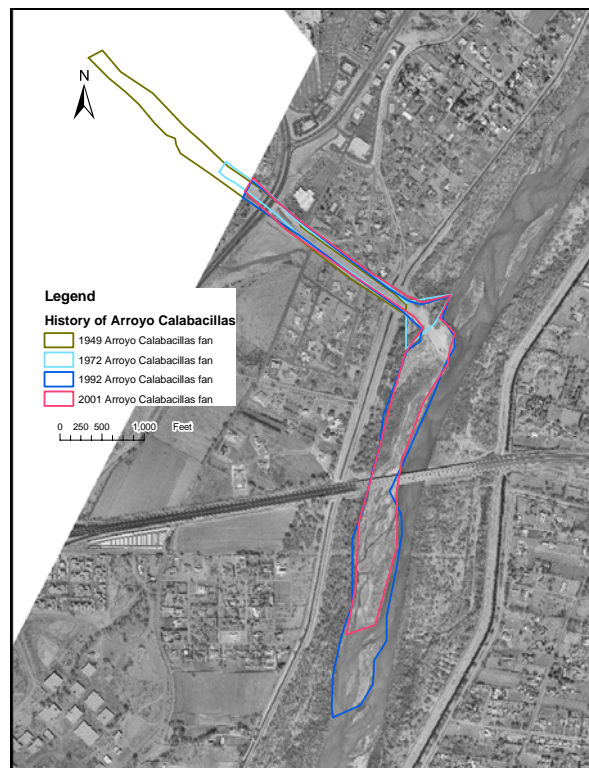 N
Legend
History of Arroyo Calabacillas
1949 Arroyo Calabacillas fan
1972 Arroyo Calabacillas fan
1992 Arroyo Calabacillas fan
2001 Arroyo Calabacillas fan
0 250 500 1,000 Feet